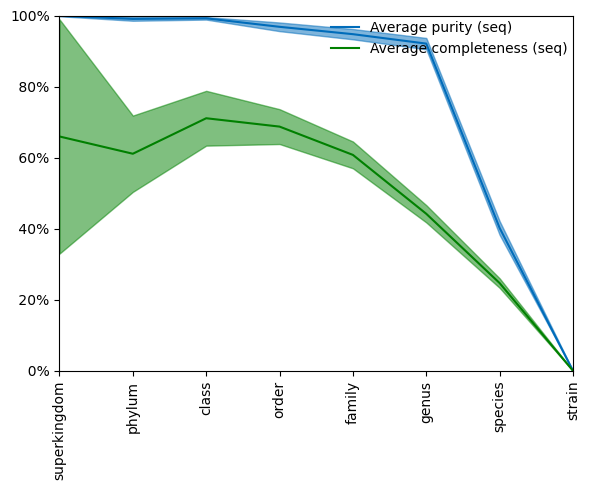 100%
Average purity (seq)
Average completeness (seq)
80%
60%
40%
20%
0%
superkingdom
phylum
class
order
family
genus
species
strain